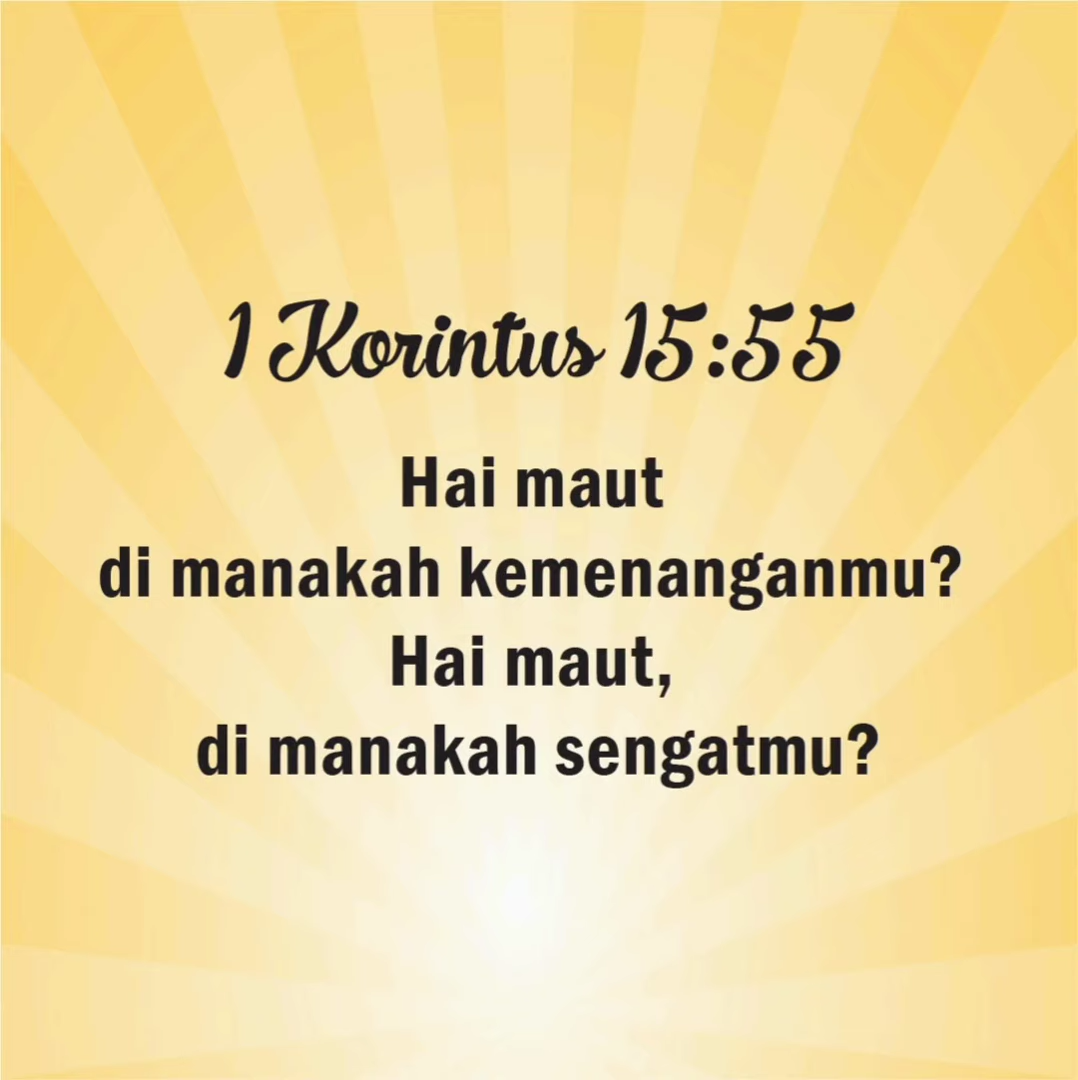 1 Korintus 15:55
Hai maut
di manakah kemenanganmu?
Hai maut,
di manakah sengatmu?